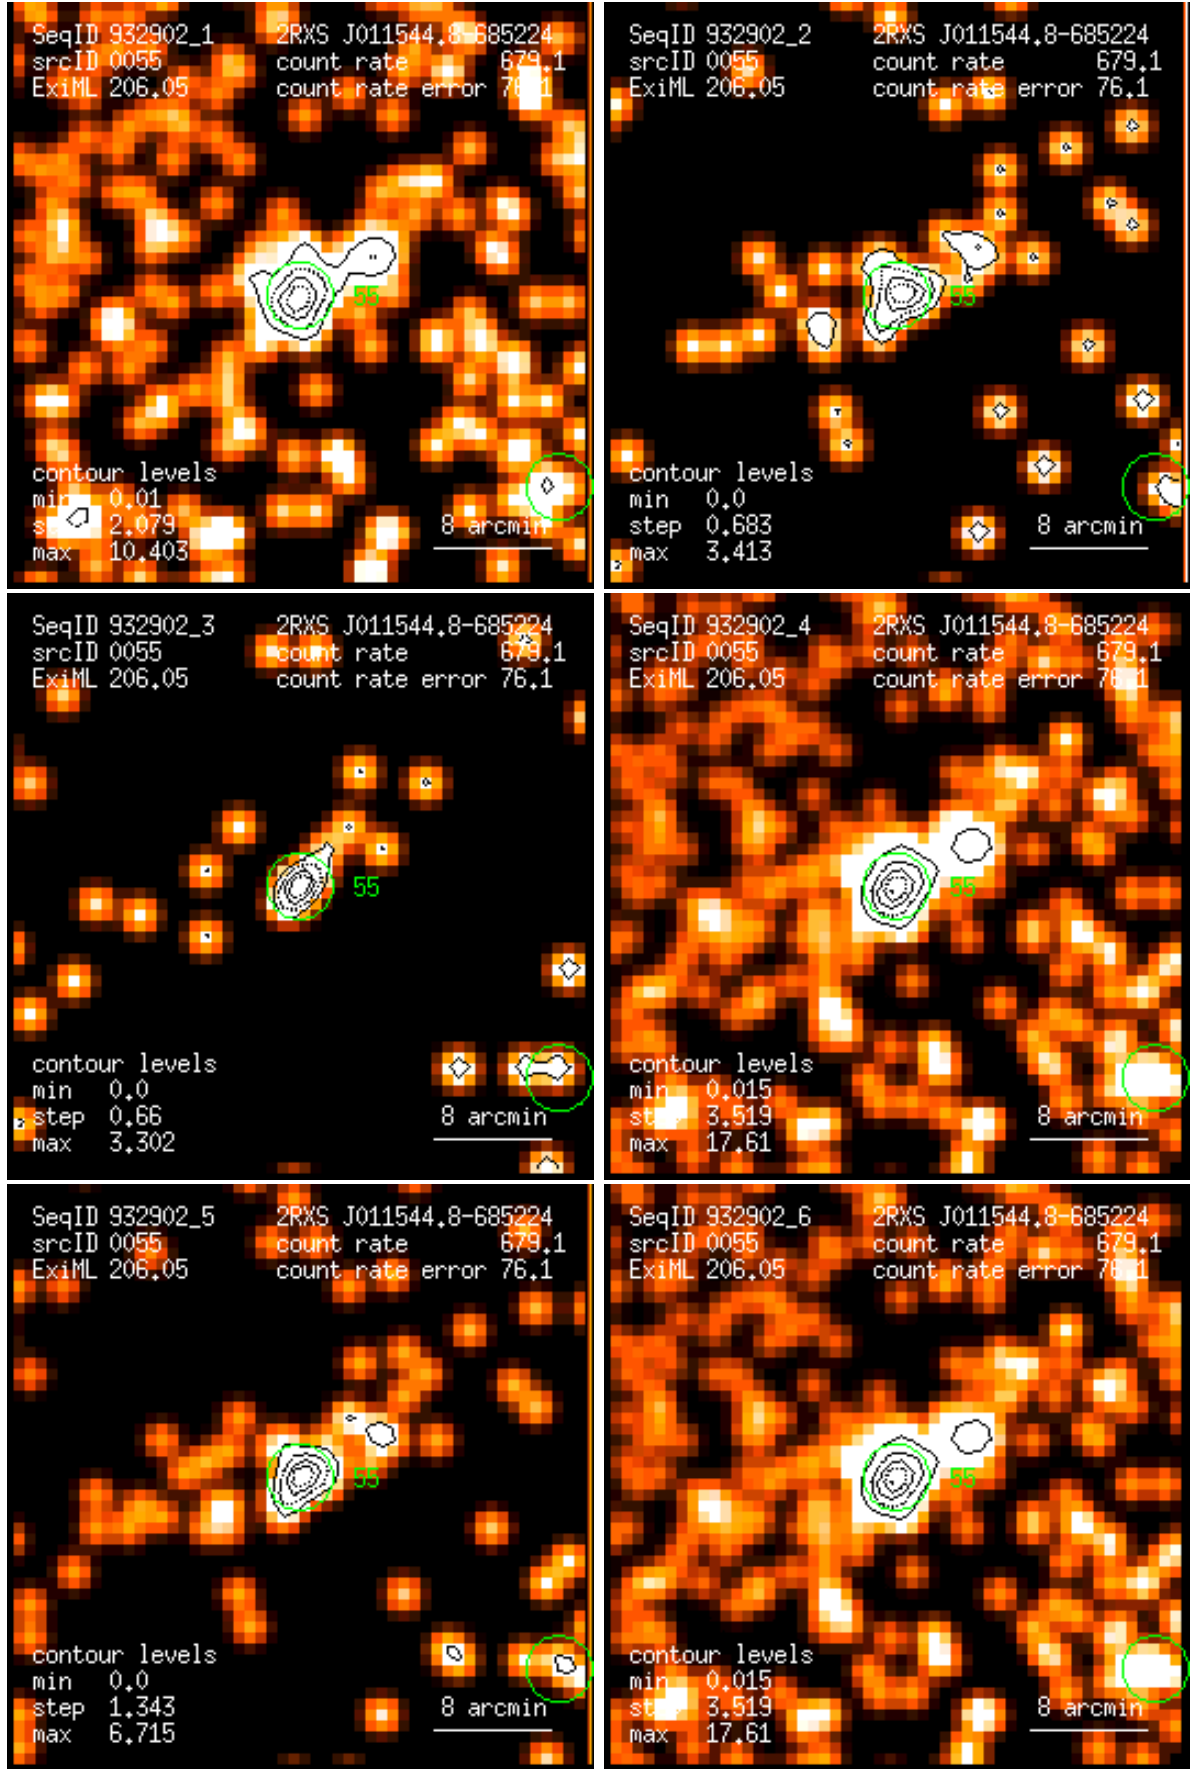 SeqID 932902_1 2RXS J011544.8-685224
srcID 0055 count rate 679.1
ExiML 206.05 count rate error 76.1
55
contour levels
min 0.01
step 2.079 8 arcmin
max 10.403
SeqID 932902_2 2RXS J011544.8-685224
srcID 0055 count rate 679.1
ExiML 206.05 count rate error 76.1
55
contour levels
min 0.0
step 0.683 8 arcmin
max 3.413
SeqID 932902_3 2RXS J011544.8-685224
srcID 0055 count rate 679.1
ExiML 206.05 count rate error 76.1
55
contour levels
min 0.0
step 0.66 8 arcmin
max 3.302
SeqID 932902_4 2RXS J011544.8-685224
srcID 0055 count rate 679.1
ExiML 206.05 count rate error 76.1
55
contour levels
min 0.015
step 3.519 8 arcmin
max 17.61
SeqID 932902_5 2RXS J011544.8-685224
srcID 0055 count rate 679.1
ExiML 206.05 count rate error 76.1
55
contour levels
min 0.0
step 1.343 8 arcmin
max 6.715
SeqID 932902_6 2RXS J011544.8-685224
srcID 0055 count rate 679.1
ExiML 206.05 count rate error 76.1
55
contour levels
min 0.015
step 3.519 8 arcmin
max 17.61